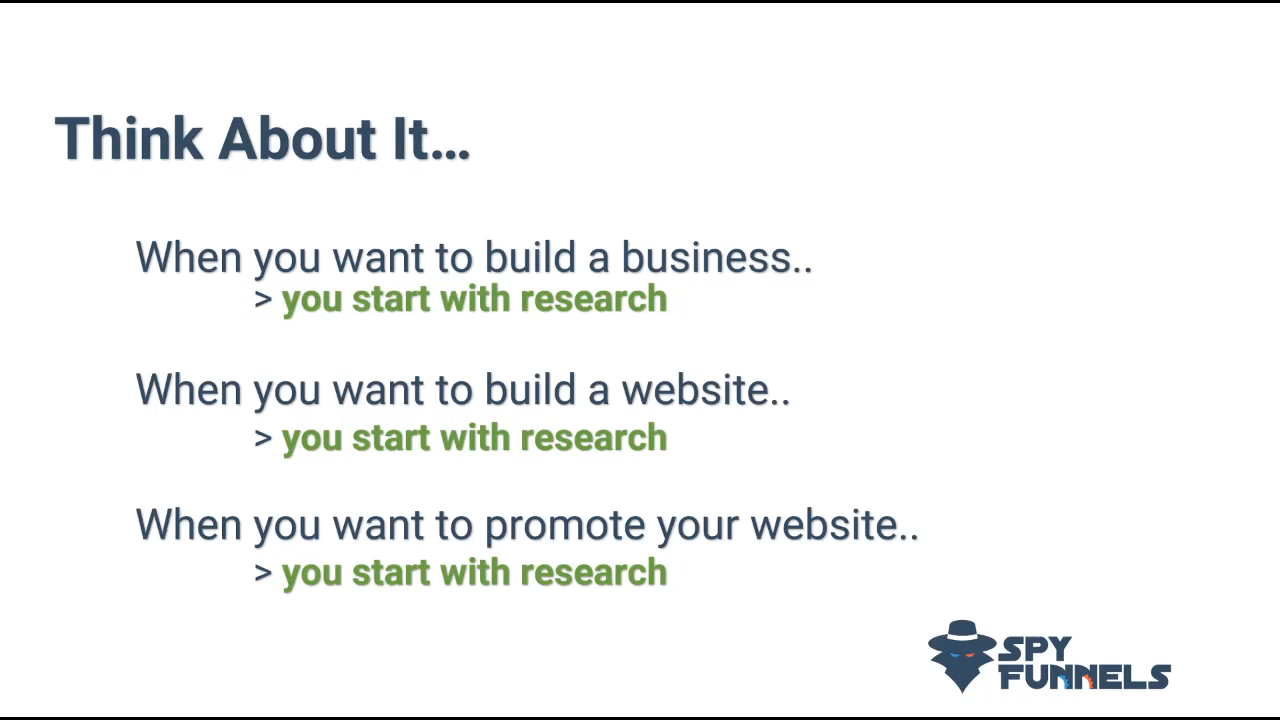 Think About It...
When you want to build a business..
> you start with research
When you want to build a website..
> you start with research
When you want to promote your website..
> you start with research
SPY
FUNNELS